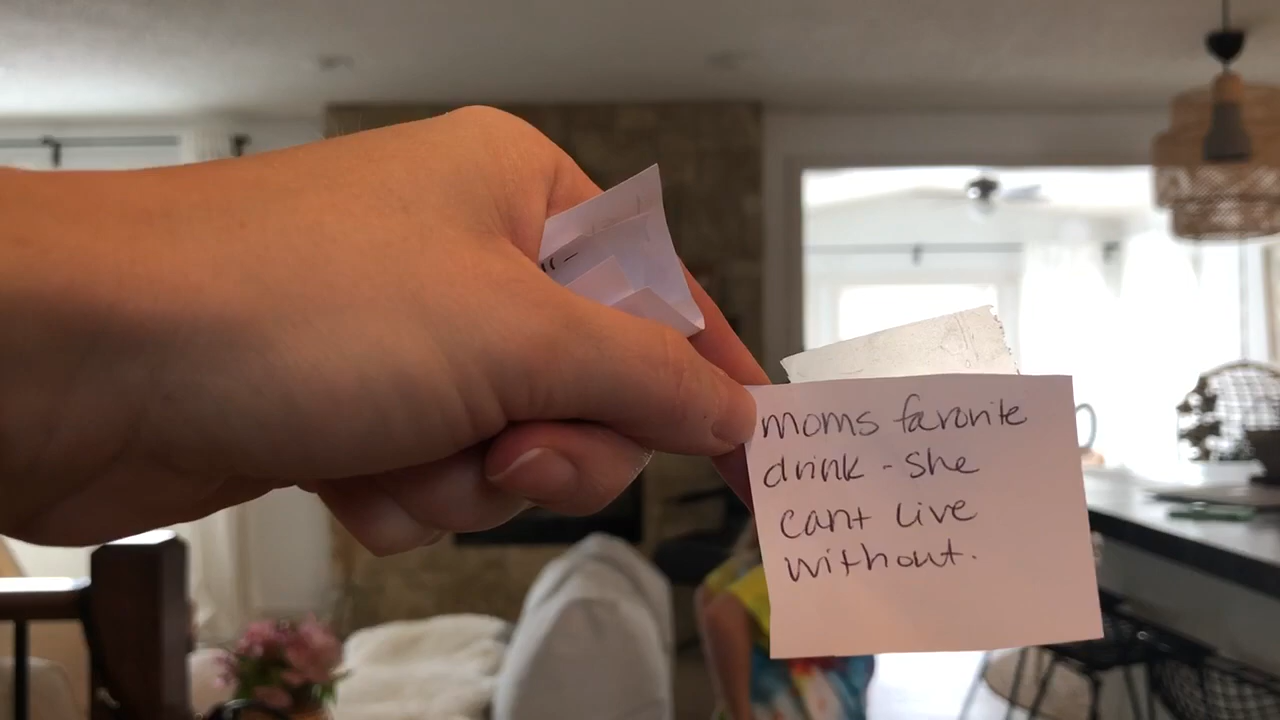 moms favorite
drink - she
cant live
without.